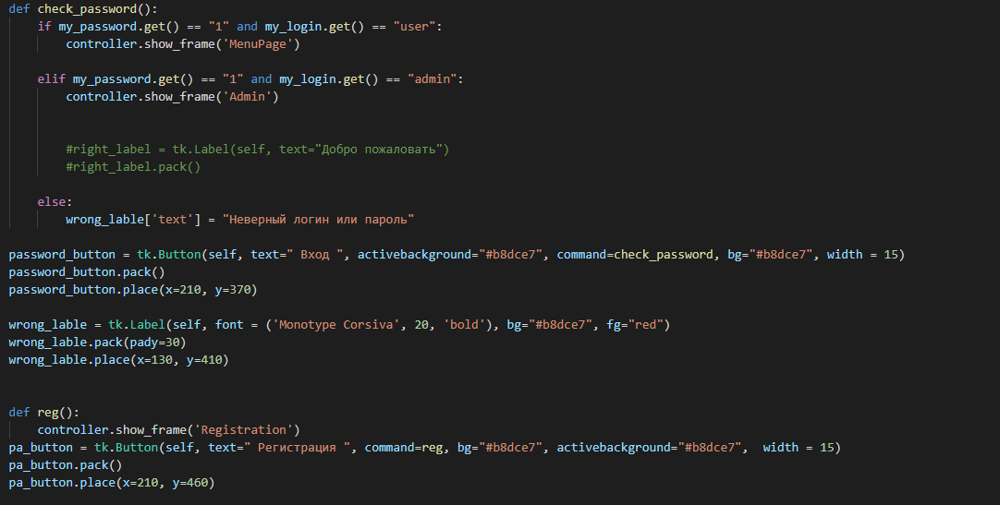 def check_password():
    if my_password.get() == "1" and my_login.get() == "user":
        controller.show_frame('MenuPage')
    elif my_password.get() == "1" and my_login.get() == "admin":
        controller.show_frame('Admin')
        #right_label = tk.Label(self, text="Добро пожаловать")
        #right_label.pack()
    else:
        wrong_lable['text'] = "Неверный логин или пароль"
password_button = tk.Button(self, text=" Вход ", activebackground="#b8dce7", command=check_password, bg="#b8dce7", width = 15)
password_button.pack()
password_button.place(x=210, y=370)
wrong_lable = tk.Label(self, font = ('Monotype Corsiva', 20, 'bold'), bg="#b8dce7", fg="red")
wrong_lable.pack(pady=30)
wrong_lable.place(x=130, y=410)
def reg():
    controller.show_frame('Registration')
pa_button = tk.Button(self, text=" Регистрация ", command=reg, bg="#b8dce7", activebackground="#b8dce7",  width = 15)
pa_button.pack()
pa_button.place(x=210, y=460)